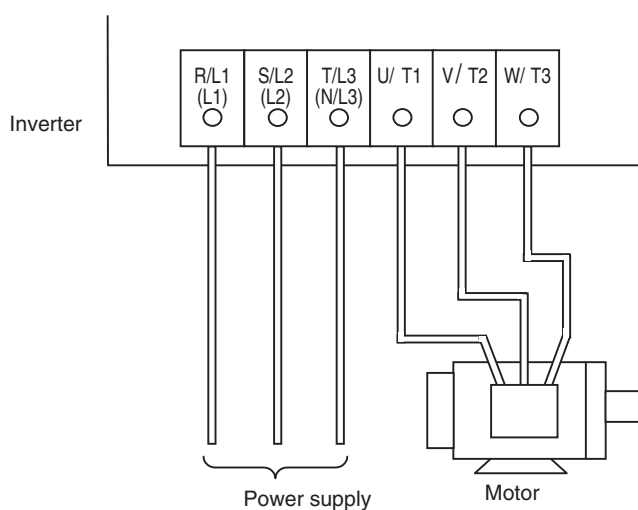 R/L1 S/L2 T/L3 U/ T1 V/ T2 W/ T3
(L1) (L2) (N/L3)
Inverter
Power supply
Motor